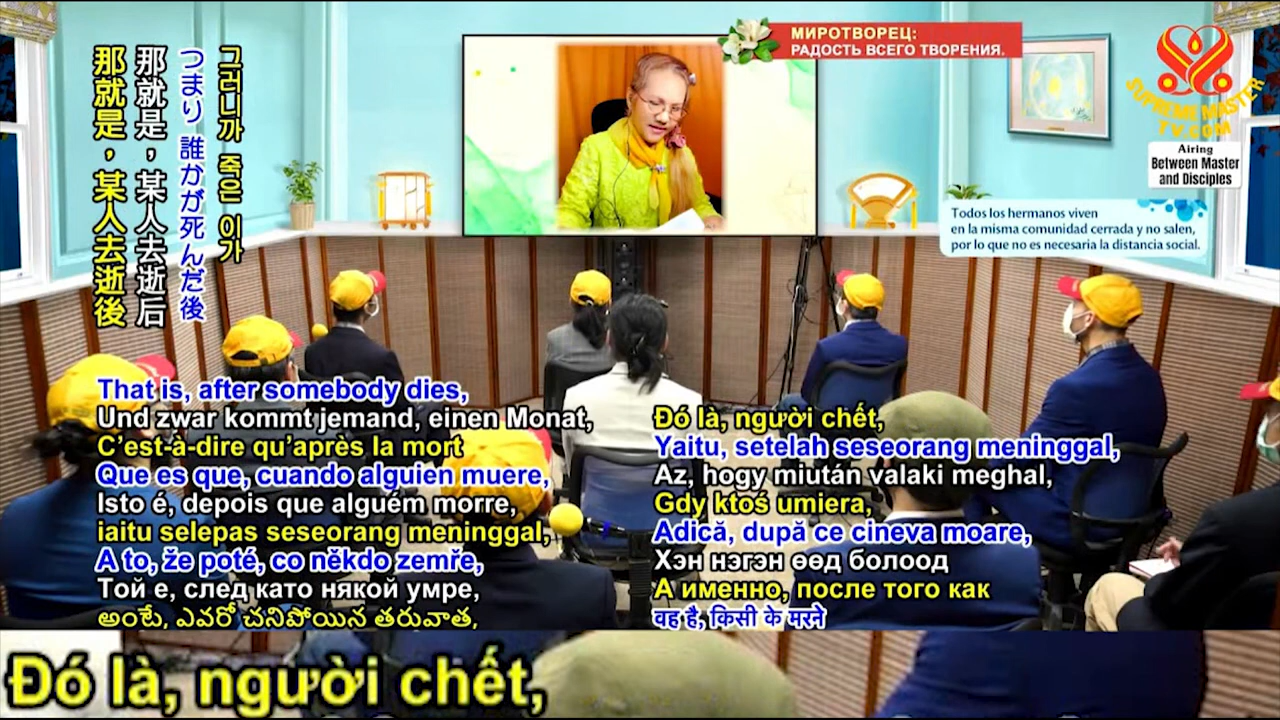 МИРОТВОРЕЦ:
РАДОСТЬ ВСЕГО ТВОРЕНИЯ.
SUPREME MASTER
TV.COM
Airing
Between Master
and Disciples
Todos los hermanos viven
en la misma comunidad cerrada y no salen,
por lo que no es necesaria la distancia social.
그러니까 죽은 이가
つまり 誰かが死んだ後
那就是，某人去逝后
那就是，某人去逝後
That is, after somebody dies,
Und zwar kommt jemand, einen Monat,
C’est-à-dire qu’après la mort
Que es que, cuando alguien muere,
Isto é, depois que alguém morre,
iaitu selepas seseorang meninggal,
A to, že poté, co někdo zemře,
Той е, след като някой умре,
అంటే, ఎవరో చనిపోయిన తరువాత,
Đó là, người chết,
Yaitu, setelah seseorang meninggal,
Az, hogy miután valaki meghal,
Gdy ktoś umiera,
Adică, după ce cineva moare,
Хэн нэгэн өөд болоод
А именно, после того как
वह है, किसी के मरने
Đó là, người chết,